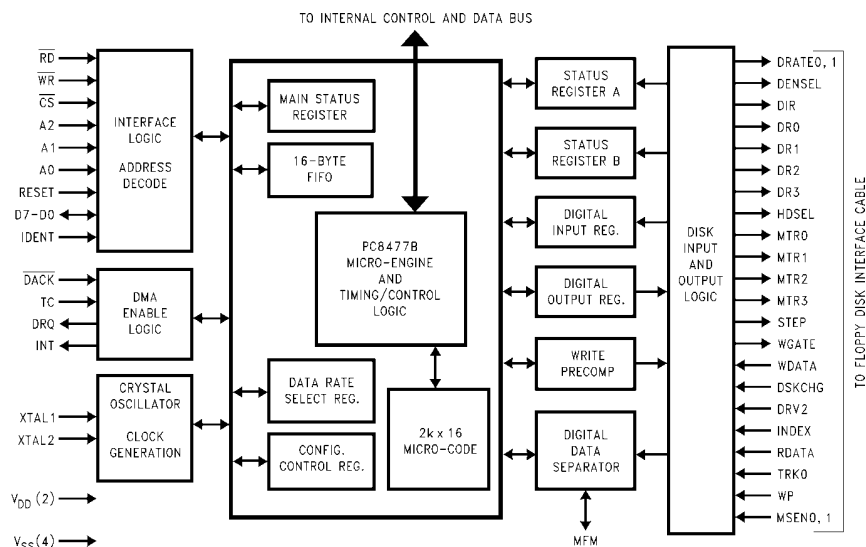 TO INTERNAL CONTROL AND DATA BUS
RD
WR
CS
A2
A1
A0
RESET
D7-D0
IDENT
INTERFACE
LOGIC
ADDRESS
DECODE
DACK
TC
DRQ
INT
DMA
ENABLE
LOGIC
XTAL1
XTAL2
CRYSTAL
OSCILLATOR
CLOCK
GENERATION
VDD (2)
VSS(4)
MAIN STATUS
REGISTER
16-BYTE
FIFO
PC8477B
MICRO-ENGINE
AND
TIMING/CONTROL
LOGIC
DATA RATE
SELECT REG.
CONFIG.
CONTROL REG.
2k x 16
MICRO-CODE
STATUS
REGISTER A
STATUS
REGISTER B
DIGITAL
INPUT REG.
DIGITAL
OUTPUT REG.
WRITE
PRECOMP
DIGITAL
DATA
SEPARATOR
MFM
DISK
INPUT
AND
OUTPUT
LOGIC
DRATE0, 1
DENSEL
DIR
DR0
DR1
DR2
DR3
HDSEL
MTR0
MTR1
MTR2
MTR3
STEP
WGATE
WDATA
DSKCHG
DRV2
INDEX
RDATA
TRK0
WP
MSEN0, 1
TO FLOPPY DISK INTERFACE CABLE